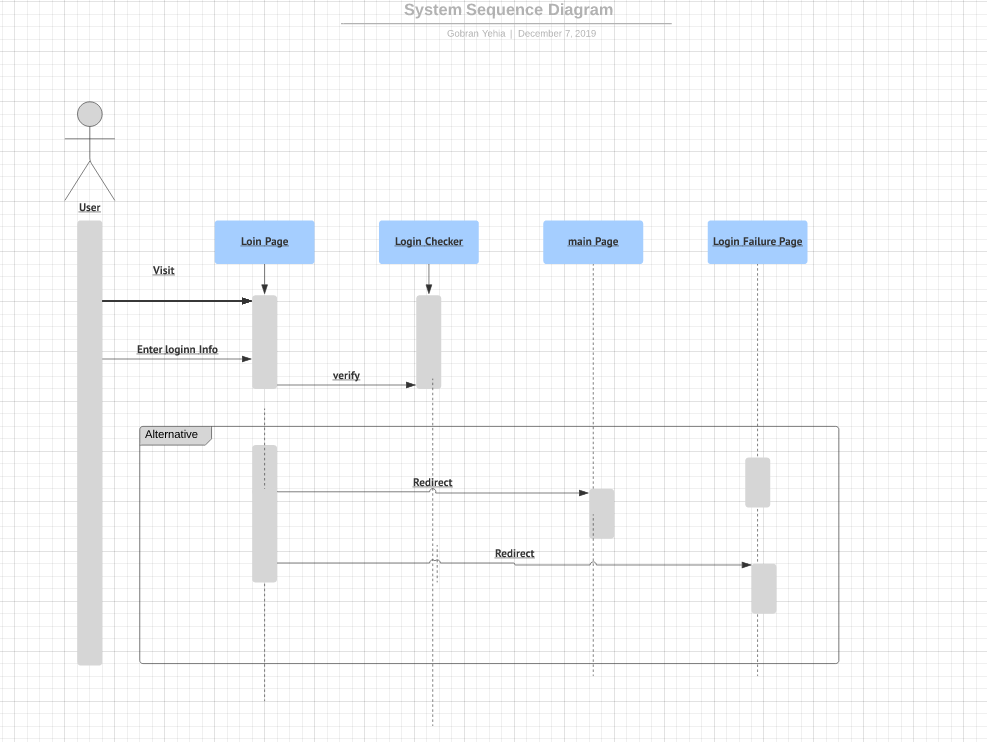 System Sequence Diagram
Gobran Yehia | December 7, 2019
User
Loin Page
Login Checker
main Page
Login Failure Page
Visit
Enter loginn Info
verify
Alternative
Redirect
Redirect